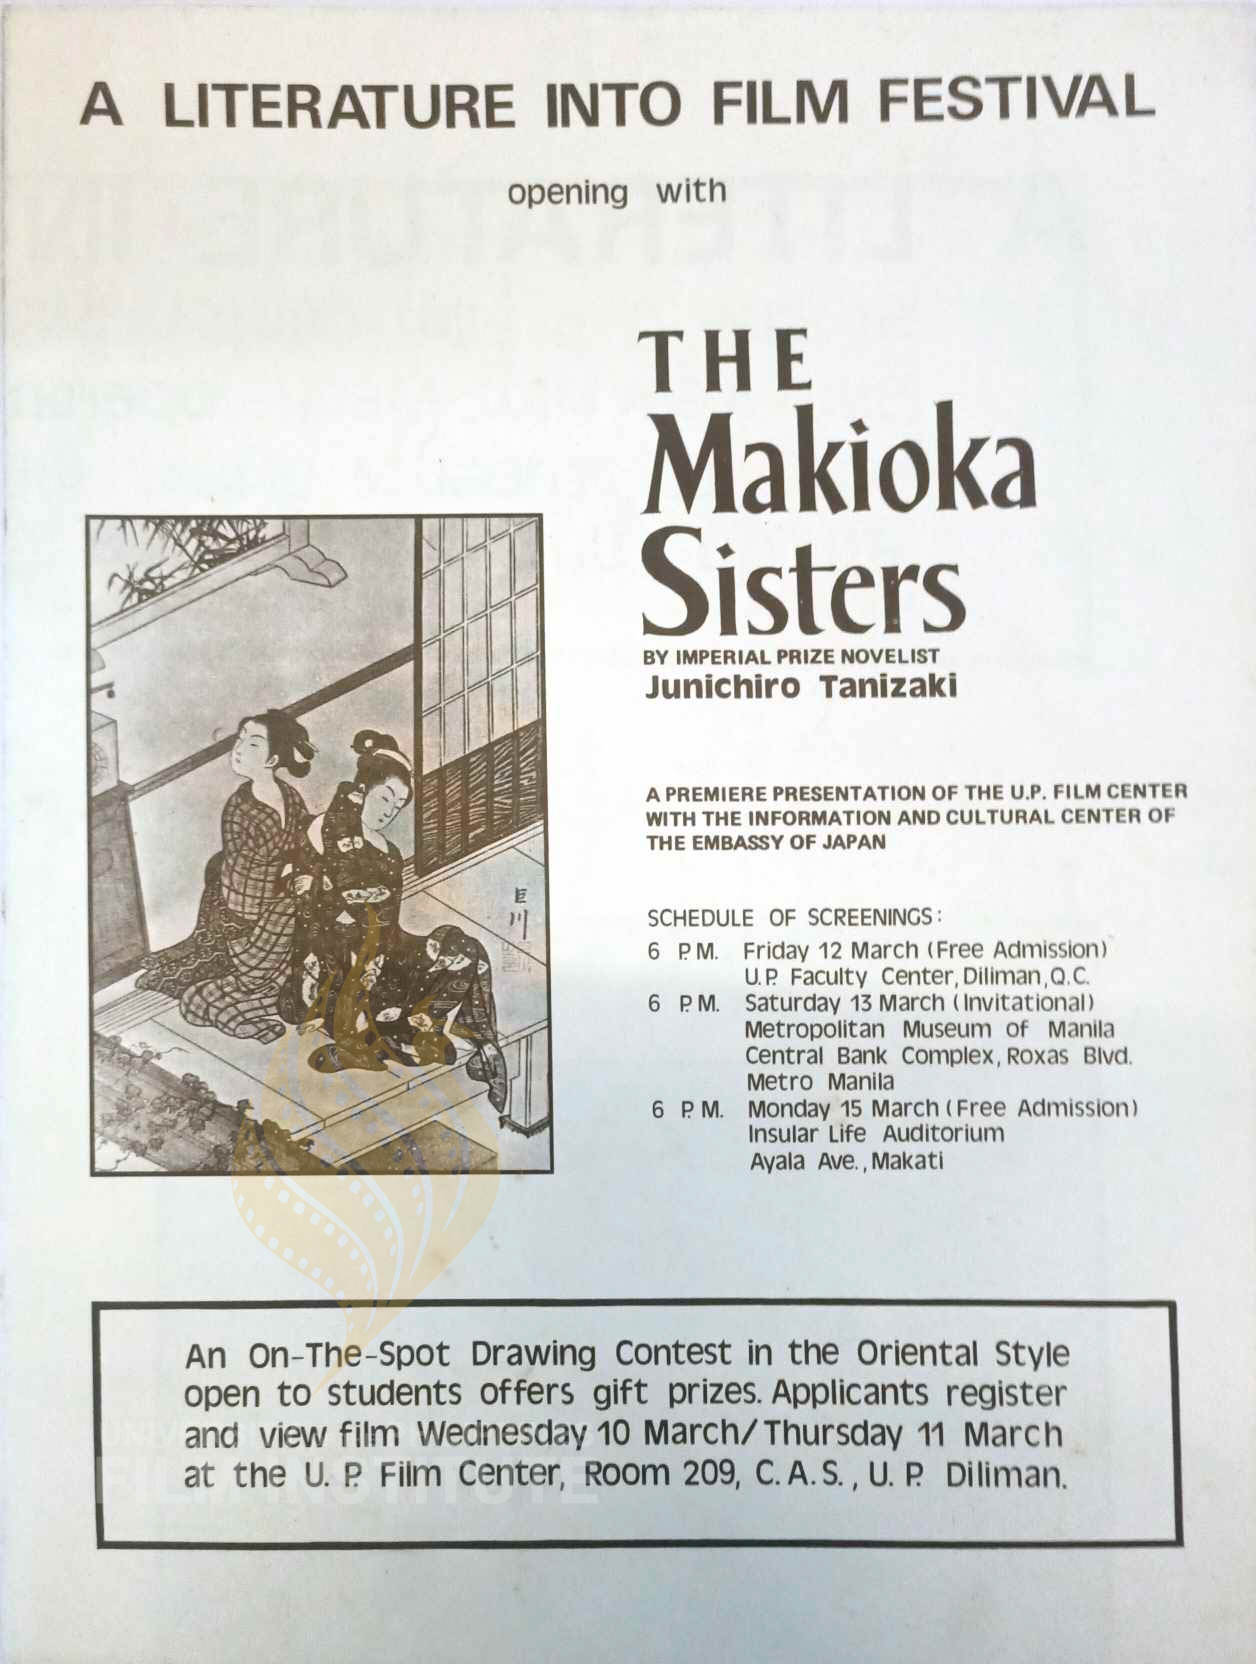 A LITERATURE INTO FILM FESTIVAL
opening with
THE
Makioka
Sisters
BY IMPERIAL PRIZE NOVELIST
Junichiro Tanizaki
A PREMIERE PRESENTATION OF THE U.P. FILM CENTER
WITH THE INFORMATION AND CULTURAL CENTER OF
THE EMBASSY OF JAPAN
巨
川
SCHEDULE OF SCREENINGS:
6 P.M. Friday 12 March (Free Admission)
U.P. Faculty Center, Diliman, Q.C.
6 P.M. Saturday 13 March (Invitational)
Metropolitan Museum of Manila
Central Bank Complex, Roxas Blvd.
Metro Manila
6 P.M. Monday 15 March (Free Admission)
Insular Life Auditorium
Ayala Ave., Makati
An On-The-Spot Drawing Contest in the Oriental Style
open to students offers gift prizes. Applicants register
and view film Wednesday 10 March/Thursday 11 March
at the U. P. Film Center, Room 209, C.A.S., U. P. Diliman.
FILM INSTITUTE